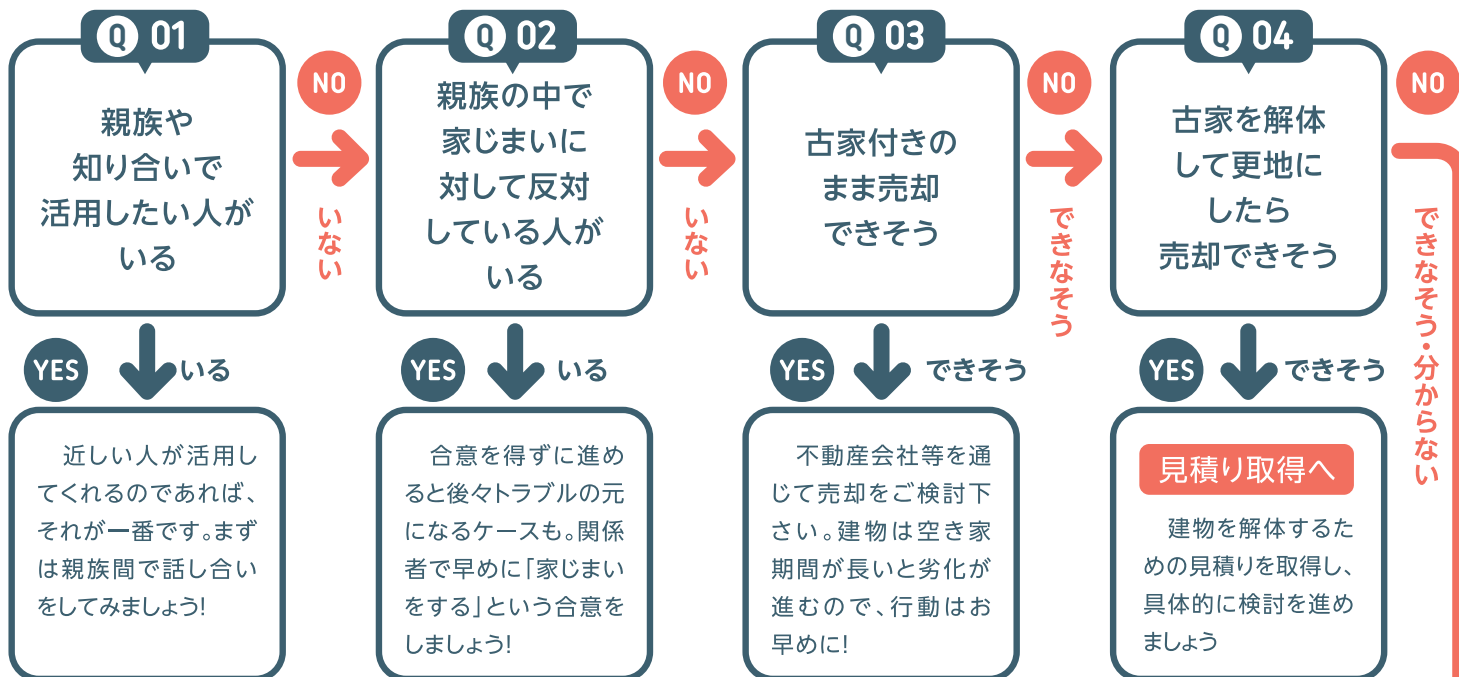 Q 01
親族や
知り合いで
活用したい人が
いる
NO
いない
YES
いる
近しい人が活用し
てくれるのであれば、
それが一番です。まず
は親族間で話し合い
をしてみましょう!
Q 02
親族の中で
家じまいに
対して反対
している人が
いる
NO
いない
YES
いる
合意を得ずに進め
ると後々トラブルの元
になるケースも。関係
者で早めに「家じまい
をする」という合意を
しましょう!
Q 03
古家付きの
まま売却
できそう
NO
できなそう
YES
できそう
不動産会社等を通
じて売却をご検討下
さい。建物は空き家
期間が長いと劣化が
進むので、行動はお
早めに!
Q 04
古家を解体
して更地に
したら
売却できそう
NO
できなそう・分からない
YES
できそう
見積り取得へ
建物を解体するた
めの見積りを取得し、
具体的に検討を進め
ましょう